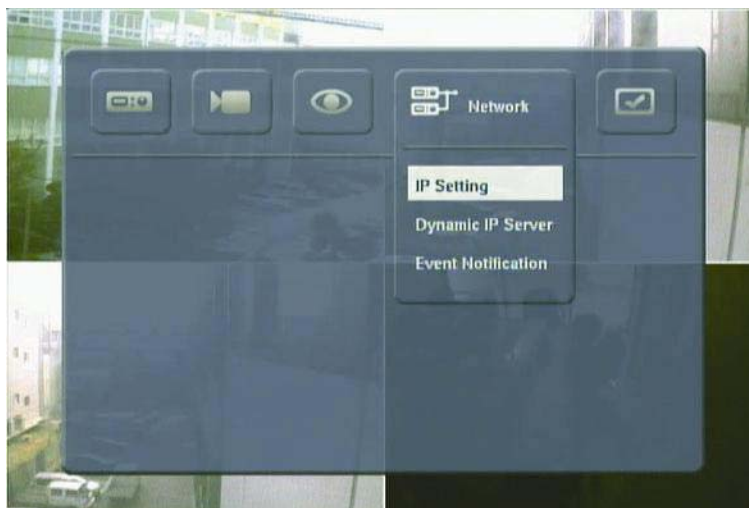 Network
IP Setting
Dynamic IP Server
Event Notification